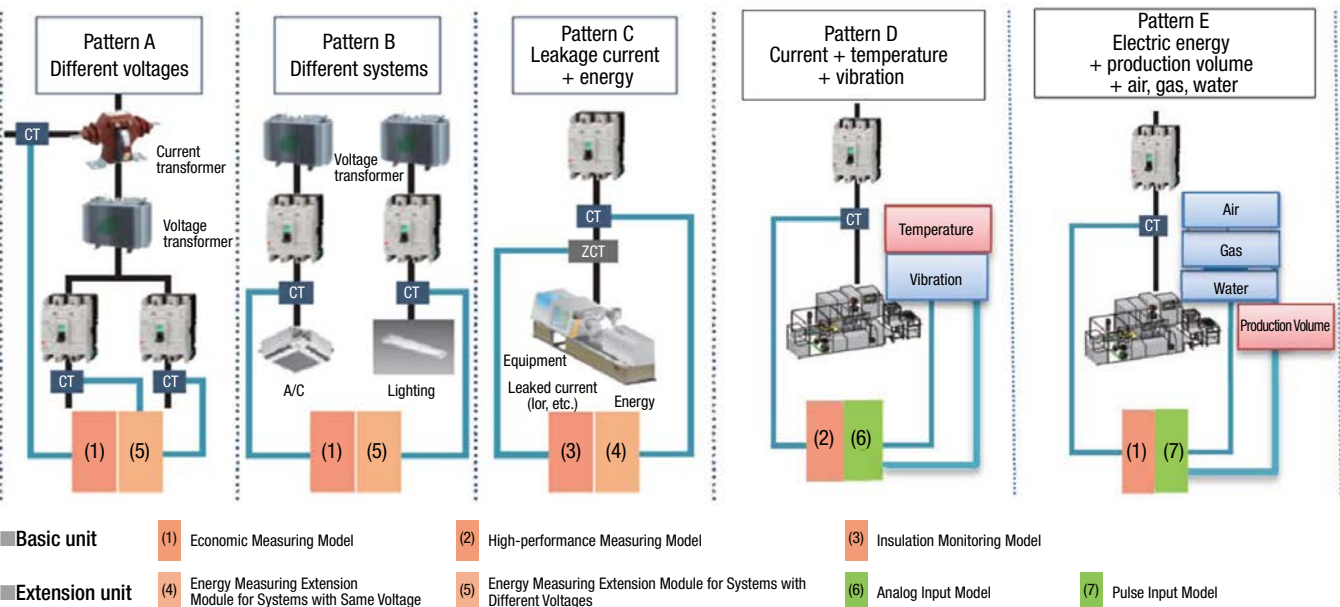 Pattern A
Different voltages
CT
Current
transformer
Voltage
transformer
CT
CT
(1)
(5)
Pattern B
Different systems
Voltage
transformer
CT
CT
A/C
Lighting
(1)
(5)
Pattern C
Leakage current
+ energy
CT
ZCT
Equipment
Leaked current
(Ior, etc.)
Energy
(3)
(4)
Pattern D
Current + temperature
+ vibration
CT
Temperature
Vibration
(2)
(6)
Pattern E
Electric energy
+ production volume
+ air, gas, water
CT
Air
Gas
Water
Production Volume
(1)
(7)
Basic unit
(1) Economic Measuring Model
(2) High-performance Measuring Model
(3) Insulation Monitoring Model
Extension unit
(4) Energy Measuring Extension
Module for Systems with Same Voltage
(5) Energy Measuring Extension Module for Systems with
Different Voltages
(6) Analog Input Model
(7) Pulse Input Model